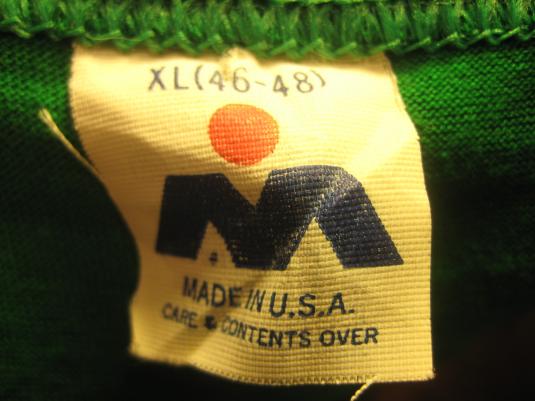 XL (46-48)
MADE IN U.S.A.
CARE & CONTENTS OVER